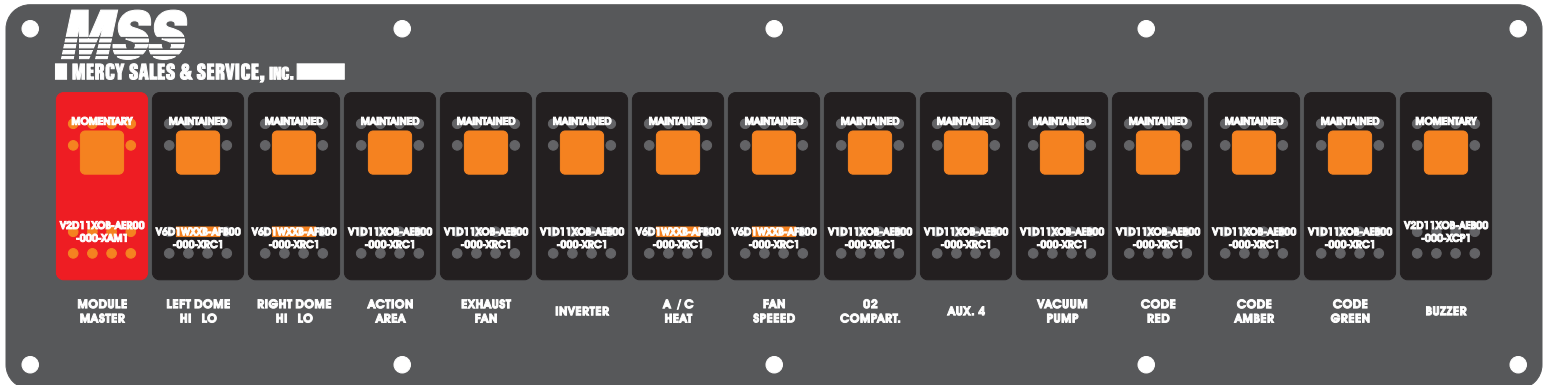 MSS
MERCY SALES & SERVICE, INC.
MOMENTARY
MAINTAINED
MAINTAINED
MAINTAINED
MAINTAINED
MAINTAINED
MAINTAINED
MAINTAINED
MAINTAINED
MAINTAINED
MAINTAINED
MAINTAINED
MAINTAINED
MAINTAINED
MOMENTARY
V2D11XOB-AER00
-000-XAM1
V6D1WXXB-AFB00
-000-XRC1
V6D1WXXB-AFB00
-000-XRC1
V1D11XOB-AEB00
-000-XRC1
V1D11XOB-AEB00
-000-XRC1
V1D11XOB-AEB00
-000-XRC1
V6D1WXXB-AFB00
-000-XRC1
V6D1WXXB-AFB00
-000-XRC1
V1D11XOB-AEB00
-000-XRC1
V1D11XOB-AEB00
-000-XRC1
V1D11XOB-AEB00
-000-XRC1
V1D11XOB-AEB00
-000-XRC1
V1D11XOB-AEB00
-000-XRC1
V1D11XOB-AEB00
-000-XRC1
V2D11XOB-AEB00
-000-XCP1
MODULE
MASTER
LEFT DOME
HI LO
RIGHT DOME
HI LO
ACTION
AREA
EXHAUST
FAN
INVERTER
A / C
HEAT
FAN
SPEEED
02
COMPART.
AUX. 4
VACUUM
PUMP
CODE
RED
CODE
AMBER
CODE
GREEN
BUZZER